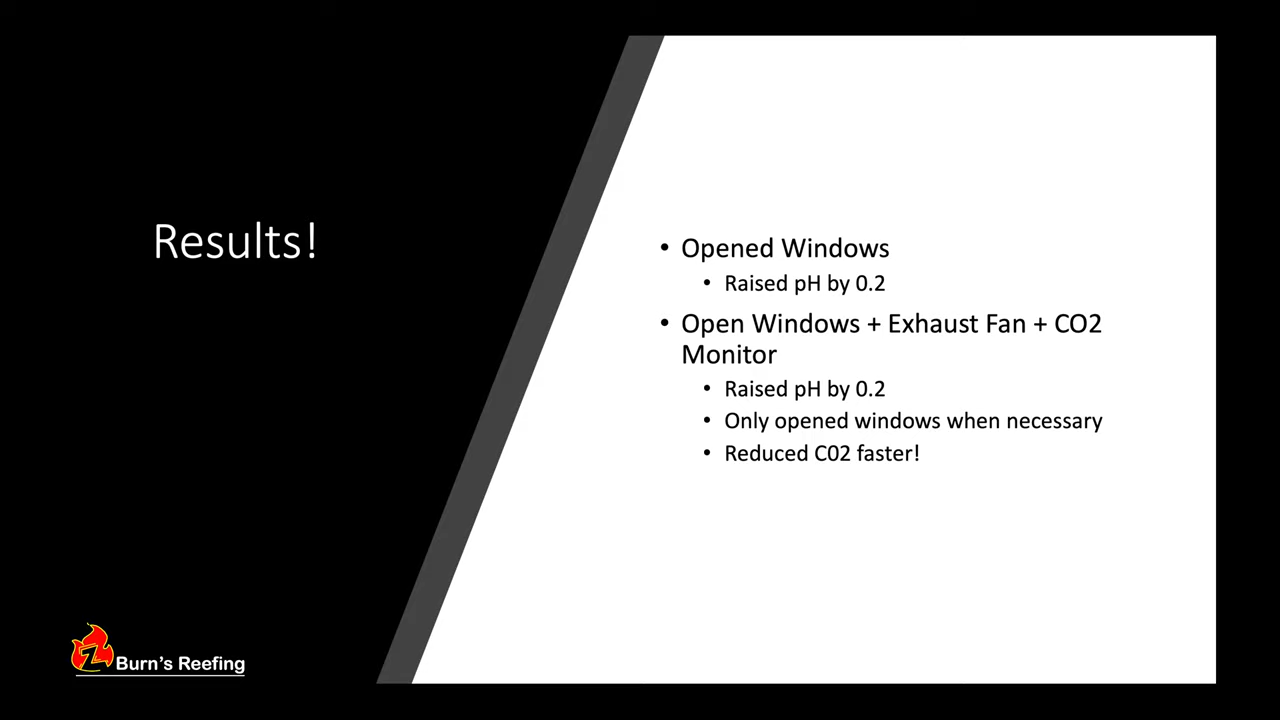 Results!
• Opened Windows
• Raised pH by 0.2
• Open Windows + Exhaust Fan + CO2
Monitor
• Raised pH by 0.2
• Only opened windows when necessary
• Reduced C02 faster!
Z Burn's Reefing